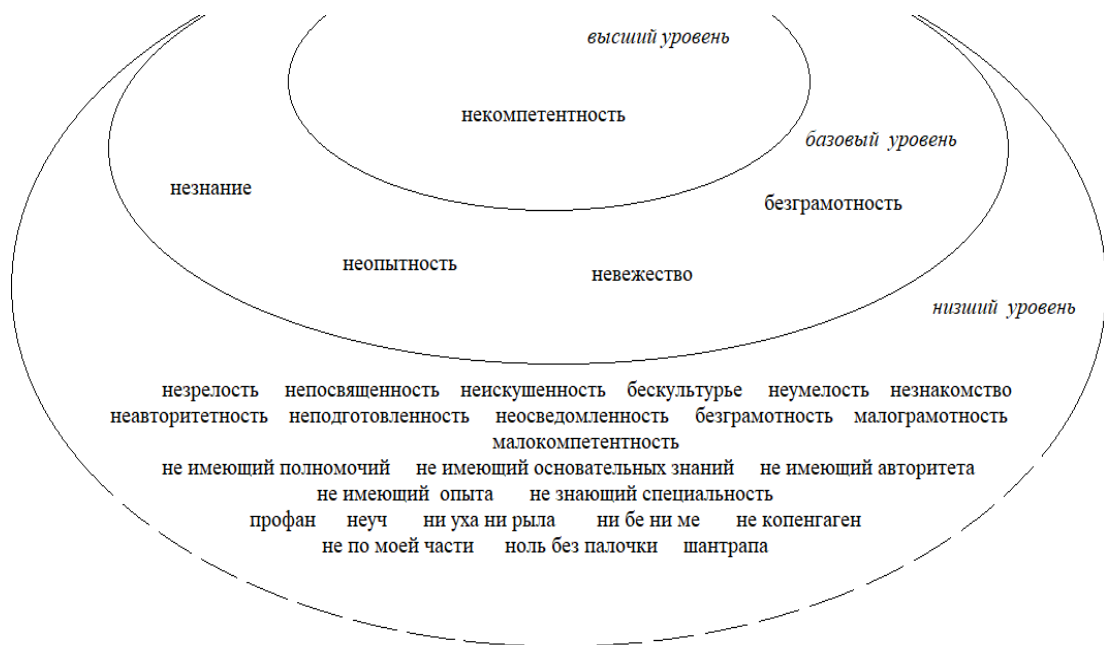 высший уровень
некомпетентность
базовый уровень
незнание
безграмотность
неопытность
невежество
низший уровень
незрелость непосвященность неискушенность бескультурье неумелость незнакомство
неавторитетность неподготовленность неосведомленность безграмотность малограмотность
малокомпетентность
не имеющий полномочий не имеющий основательных знаний не имеющий авторитета
не имеющий опыта не знающий специальность
профан неуч ни уха ни рыла ни бе ни ме не копенгаген
не по моей части ноль без палочки шантрапа